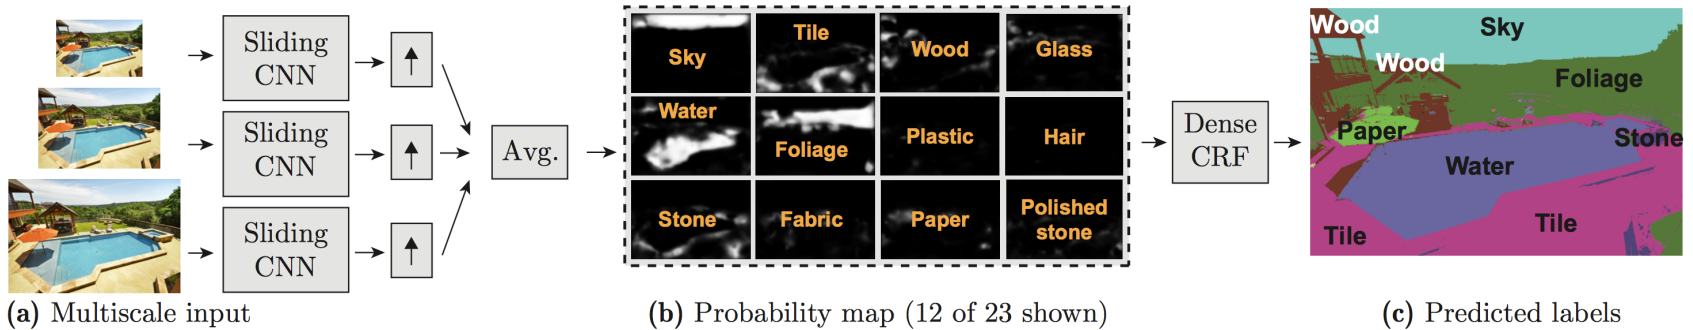 Sliding
CNN
Sliding
CNN
Sliding
CNN
Avg.
Sky
Tile
Wood
Glass
Water
Foliage
Plastic
Hair
Stone
Fabric
Paper
Polished
stone
Dense
CRF
Wood
Sky
Wood
Foliage
Paper
Stone
Water
Tile
Tile
(a) Multiscale input
(b) Probability map (12 of 23 shown)
(c) Predicted labels